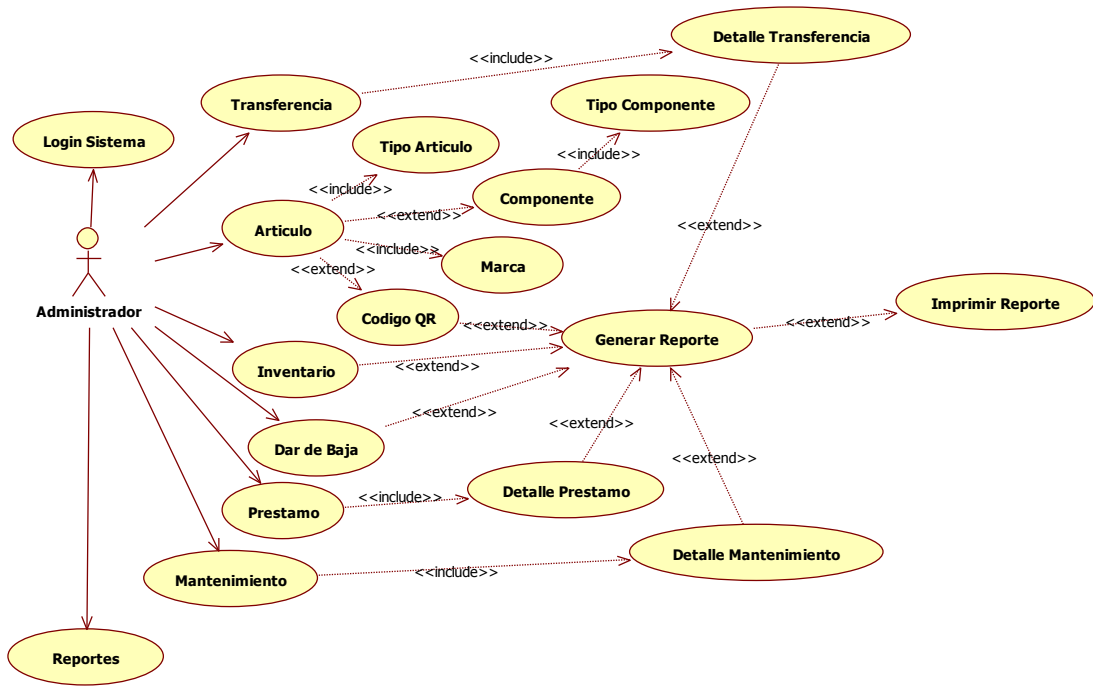 Detalle Transferencia
<<include>>
Transferencia
Tipo Componente
Login Sistema
Tipo Articulo
<<include>>
<<include>>
Componente
<<extend>>
Articulo
<<extend>>
<<include>>
Marca
<<extend>>
Administrador
Codigo QR
<<extend>>
Generar Reporte
<<extend>>
Imprimir Reporte
Inventario
<<extend>>
<<extend>>
Dar de Baja
<<extend>>
<<extend>>
Detalle Prestamo
<<include>>
Prestamo
Detalle Mantenimiento
<<include>>
Mantenimiento
Reportes